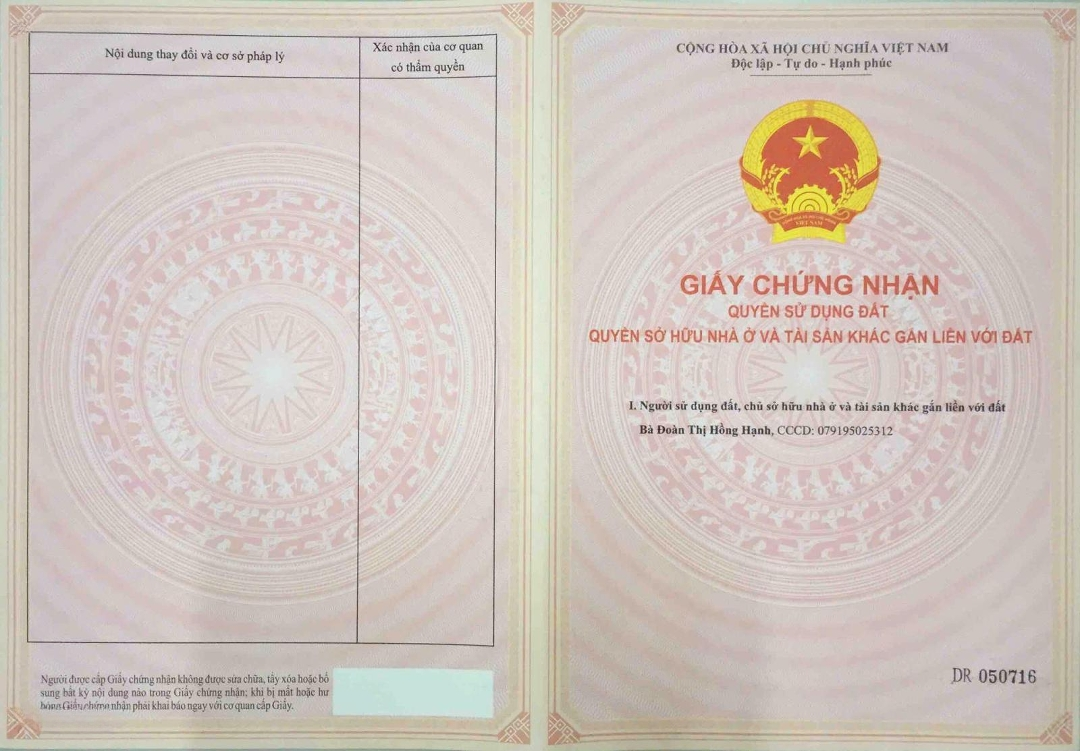 Nội dung thay đổi và cơ sở pháp lý
Xác nhận của cơ quan
có thẩm quyền
Người được cấp Giấy chứng nhận không được sửa chữa, tẩy xóa hoặc bổ
sung bất kỳ nội dung nào trong Giấy chứng nhận; khi bị mất hoặc hư
hỏng Giấy chứng nhận phải khai báo ngay với cơ quan cấp Giấy.
CỘNG HÒA XÃ HỘI CHỦ NGHĨA VIỆT NAM
Độc lập - Tự do - Hạnh phúc
VIỆT NAM
GIẤY CHỨNG NHẬN
QUYỀN SỬ DỤNG ĐẤT
QUYỀN SỞ HỮU NHÀ Ở VÀ TÀI SẢN KHÁC GẮN LIỀN VỚI ĐẤT
I. Người sử dụng đất, chủ sở hữu nhà ở và tài sản khác gắn liền với đất
Bà Đoàn Thị Hồng Hạnh, CCCD: 079195025312
DR 050716